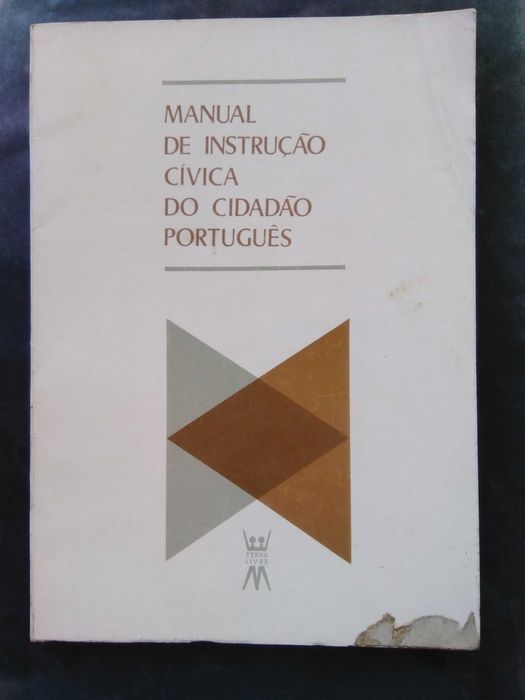 MANUAL
DE INSTRUÇÃO
CÍVICA
DO CIDADÃO
PORTUGUÊS
TERRA
LIVRE